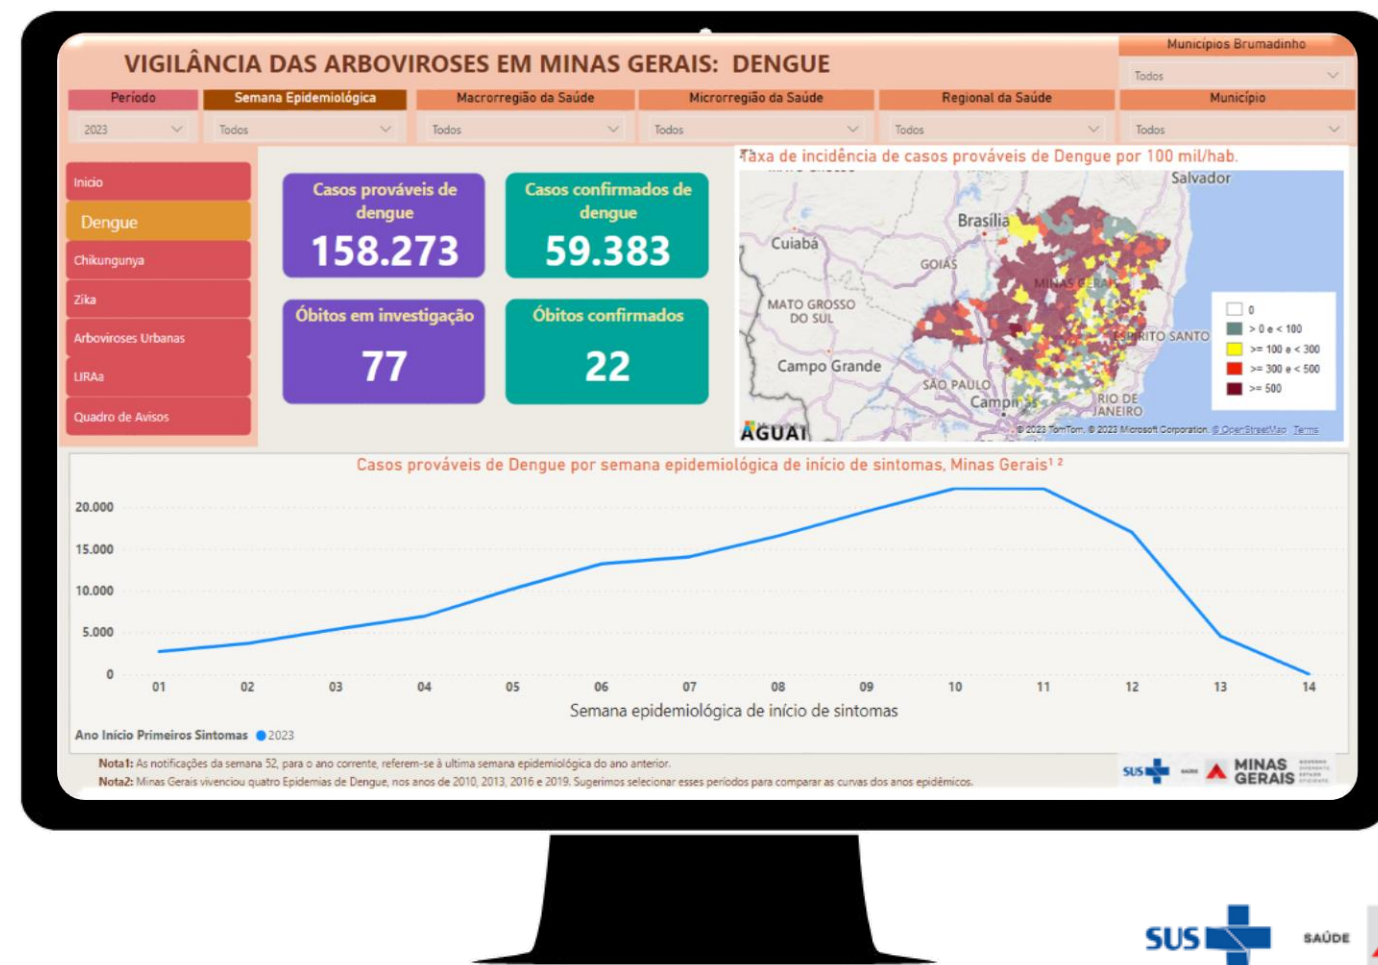 Municípios Brumadinho
VIGILÂNCIA DAS ARBOVIROSES EM MINAS GERAIS: DENGUE
Todos
Período
Semana Epidemiológica
Macrorregião da Saúde
Microrregião da Saúde
Regional da Saúde
Município
2023
Todos
Todos
Todos
Todos
Todos
Inicio
Dengue
Chikungunya
Zika
Arboviroses Urbanas
LIRAa
Quadro de Avisos
Casos prováveis de
dengue
158.273
Casos confirmados de
dengue
59.383
Óbitos em investigação
77
Óbitos confirmados
22
Taxa de incidência de casos prováveis de Dengue por 100 mil/hab.
Salvador
Brasília
Cuiabá
GOIÁS
MINAS GERAIS
MATO GROSSO
DO SUL
ESPÍRITO SANTO
Campo Grande
SÃO PAULO
Campinas
RIO DE
JANEIRO
AGUAI
© 2023 TomTom, © 2023 Microsoft Corporation, © OpenStreetMap Terms
0
> 0 e < 100
>= 100 e < 300
>= 300 e < 500
>= 500
Casos prováveis de Dengue por semana epidemiológica de início de sintomas, Minas Gerais¹ ²
20.000
15.000
10.000
5.000
0
01 02 03 04 05 06 07 08 09 10 11 12 13 14
Semana epidemiológica de início de sintomas
Ano Início Primeiros Sintomas 2023
Nota1: As notificações da semana 52, para o ano corrente, referem-se à ultima semana epidemiológica do ano anterior.
Nota2: Minas Gerais vivenciou quatro Epidemias de Dengue, nos anos de 2010, 2013, 2016 e 2019. Sugerimos selecionar esses períodos para comparar as curvas dos anos epidêmicos.
SUS
SAÚDE
MINAS
GERAIS
SUS
SAÚDE